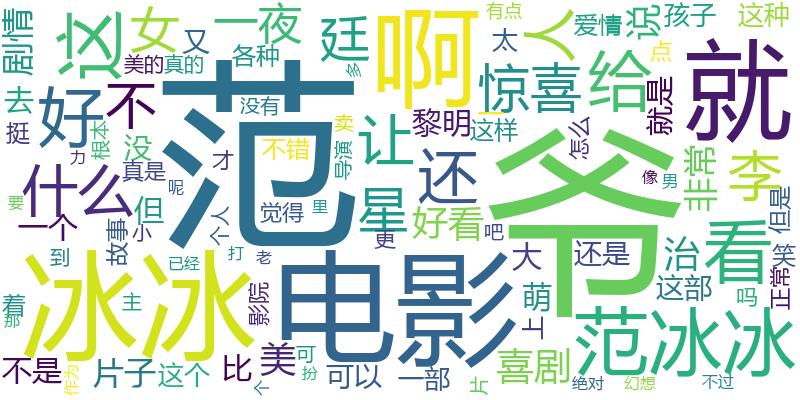 剧情
这
女
又
一夜
各种
廷
啊
太
人
有点
爱情
说
孩子
点
这种
美的
真的
去
挺
好
不
范
没有
多
卖
惊喜
给
就是
就
ㄉ
根本
没
真是
才
不错
导演
让
黎明
一
这样
怎么
爷
像
男
非常
李
但是
什么
但
呢
觉得
里
还
星
好看
吧
更
一个
要
到
故事
小
个人
已经
打
老
大
还是
治
看
这部
吗
笑
正常
着
那
主
冰冰
影院
电影
萌
上
范冰冰
不是
作为
片子
这个
比
个
美
可
扮
可以
一部
片
喜剧
绝对
幻想
不过